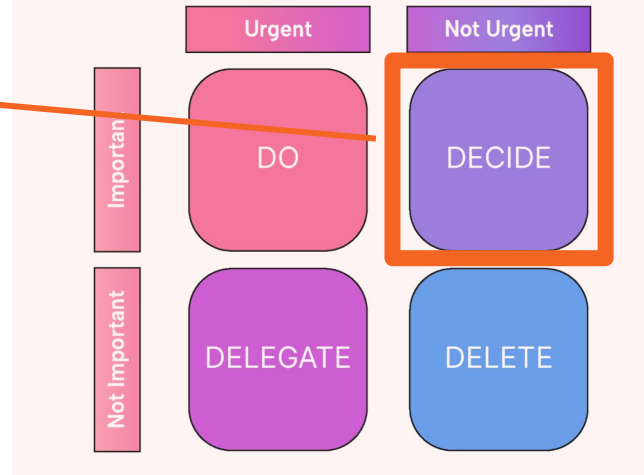 Urgent
Not Urgent
Important
DO
DECIDE
Not Important
DELEGATE
DELETE